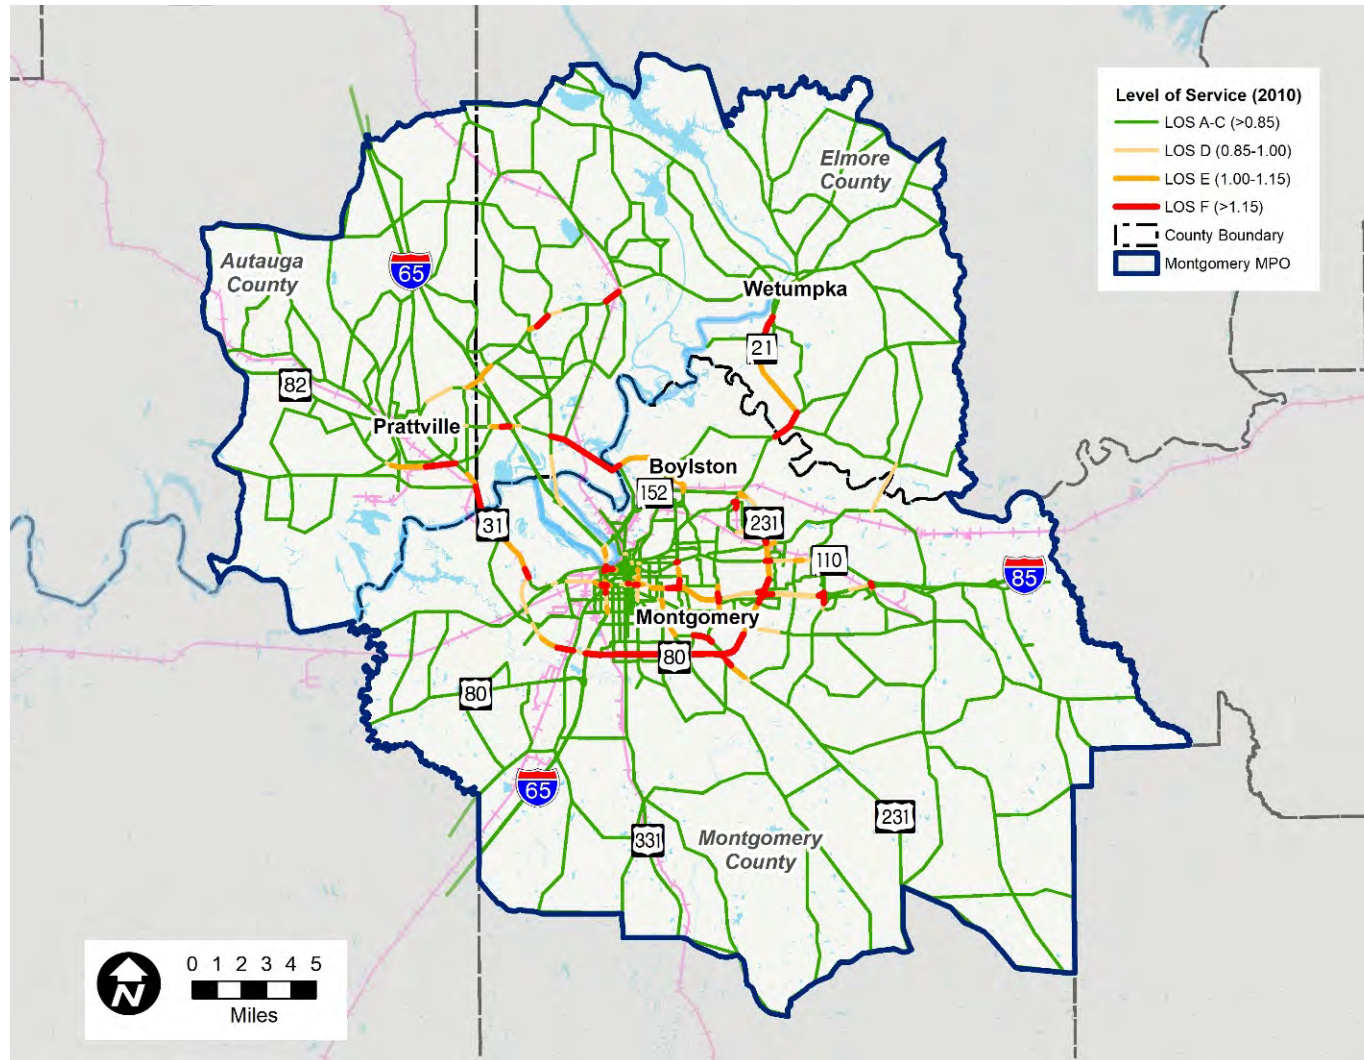 Level of Service (2010)
LOS A-C (>0.85)
LOS D (0.85-1.00)
LOS E (1.00-1.15)
LOS F (>1.15)
County Boundary
Montgomery MPO
Elmore
County
Autauga
County
65
Wetumpka
21
82
Prattville
Boylston
152
31
231
110
85
Montgomery
80
80
65
331
Montgomery
County
231
0 1 2 3 4 5
Miles
N